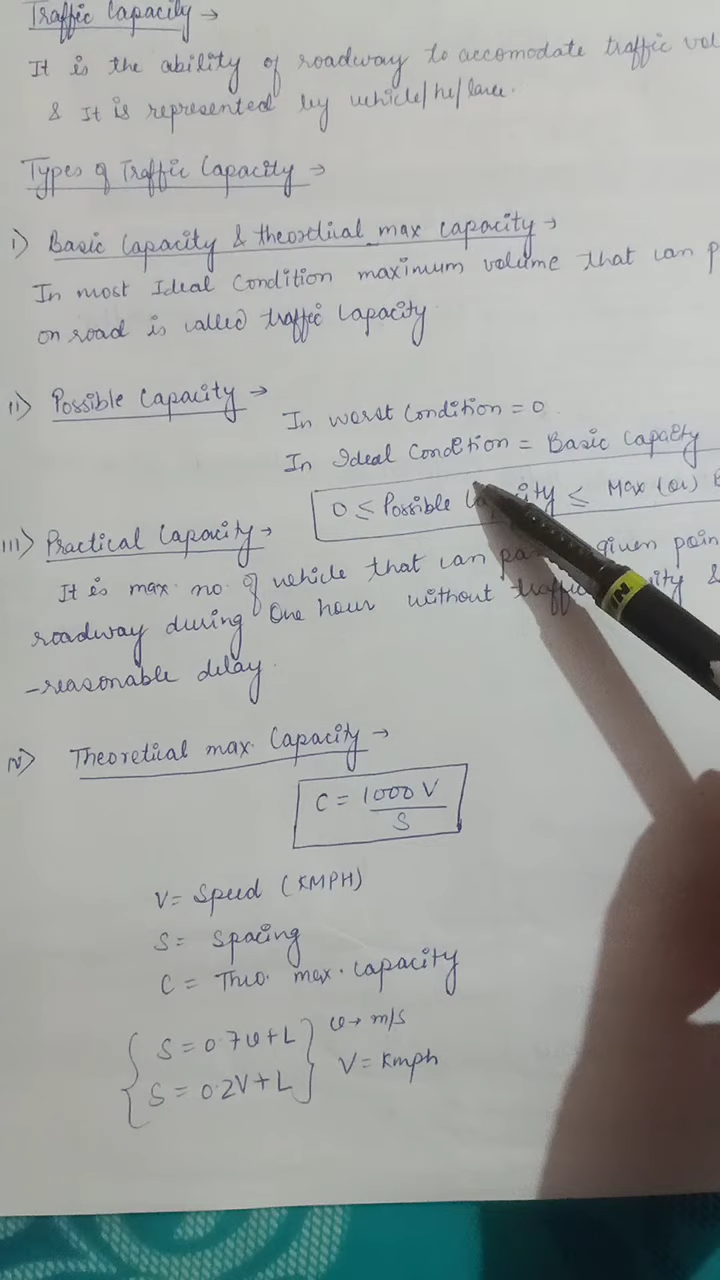 Traffic Capacity →
It is the ability of roadway to accomodate traffic vol
& It is represented by vehicle/hr/lane.
Types of Traffic Capacity →
i) Basic Capacity & theoretical max capacity →
In most Ideal Condition maximum volume that can p
on road is called traffic Capacity
ii) Possible Capacity →
In worst Condition = 0
In Ideal Condition = Basic Capacity
0 ≤ Possible ≤ Max (or) B
iii) Practical Capacity →
It is max. no. of vehicle that can given poin
roadway during One hour without &
-reasonable delay
iv) Theoretical max. Capacity →
C = 1000 V
S
V = Speed (KMPH)
S = Spacing
C = Theo. max. capacity
S = 0.7v + L v → m/s
S = 0.2V + L V = Kmph